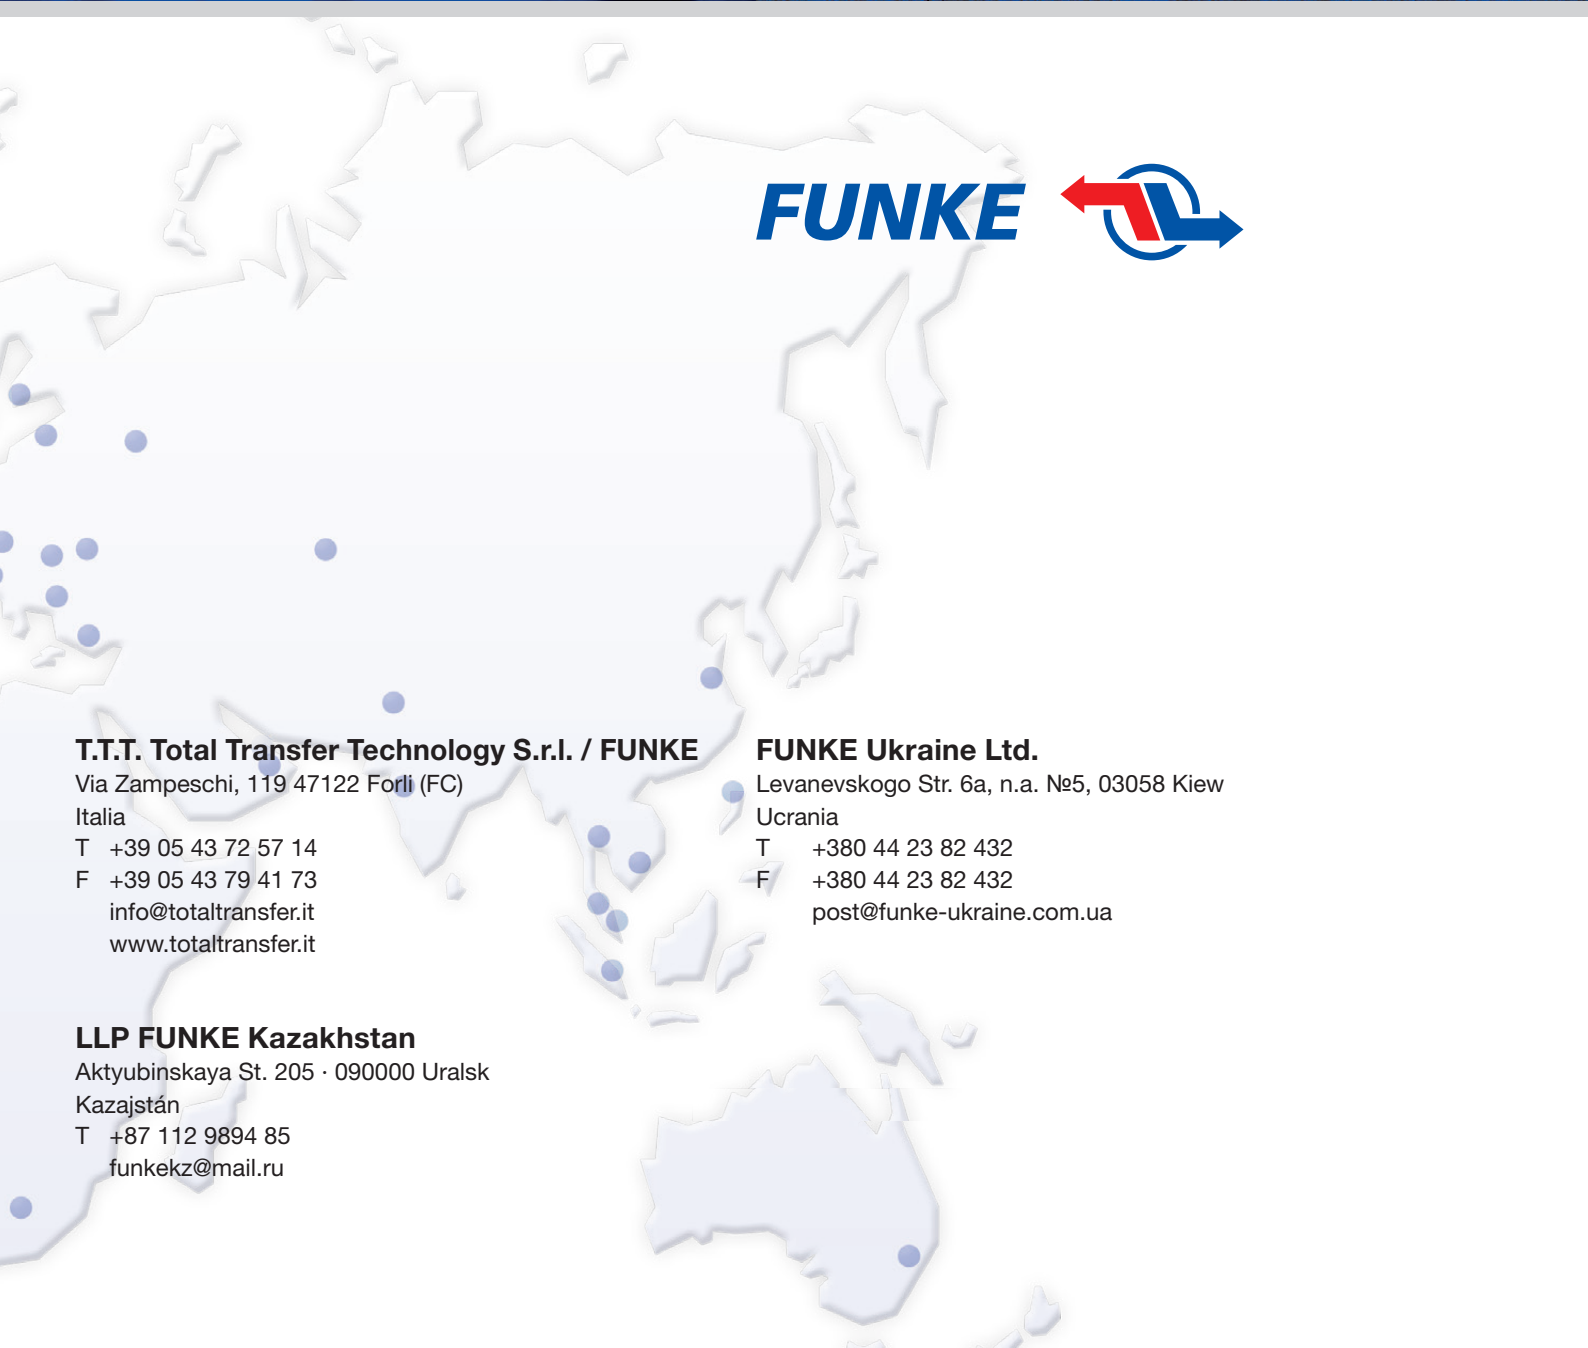 FUNKE
T.T.T. Total Transfer Technology S.r.l. / FUNKE
Via Zampeschi, 119 47122 Forli (FC)
Italia
T +39 05 43 72 57 14
F +39 05 43 79 41 73
info@totaltransfer.it
www.totaltransfer.it
LLP FUNKE Kazakhstan
Aktyubinskaya St. 205 · 090000 Uralsk
Kazajstán
T +87 112 9894 85
funkekz@mail.ru
FUNKE Ukraine Ltd.
Levanevskogo Str. 6a, n.a. №5, 03058 Kiew
Ucrania
T +380 44 23 82 432
F +380 44 23 82 432
post@funke-ukraine.com.ua